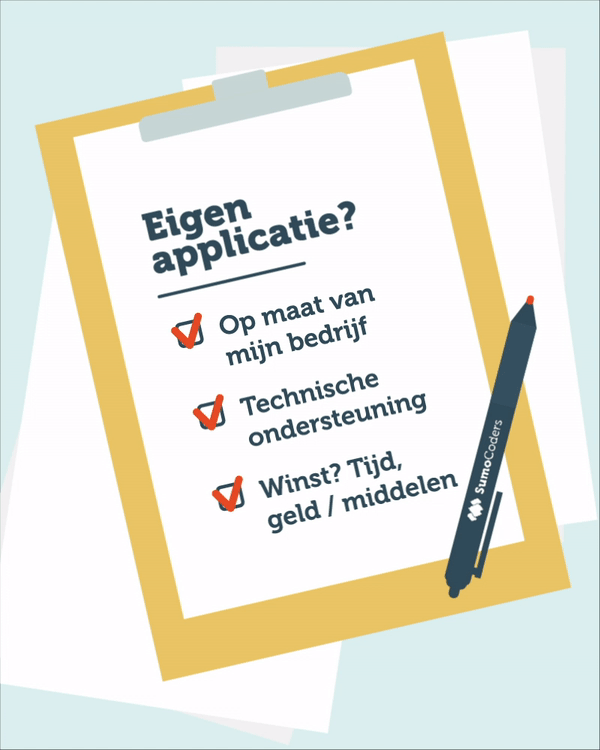 Eigen
applicatie?
Op maat van
mijn bedrijf
Technische
ondersteuning
Winst? Tijd,
geld / middelen
SumoCoders